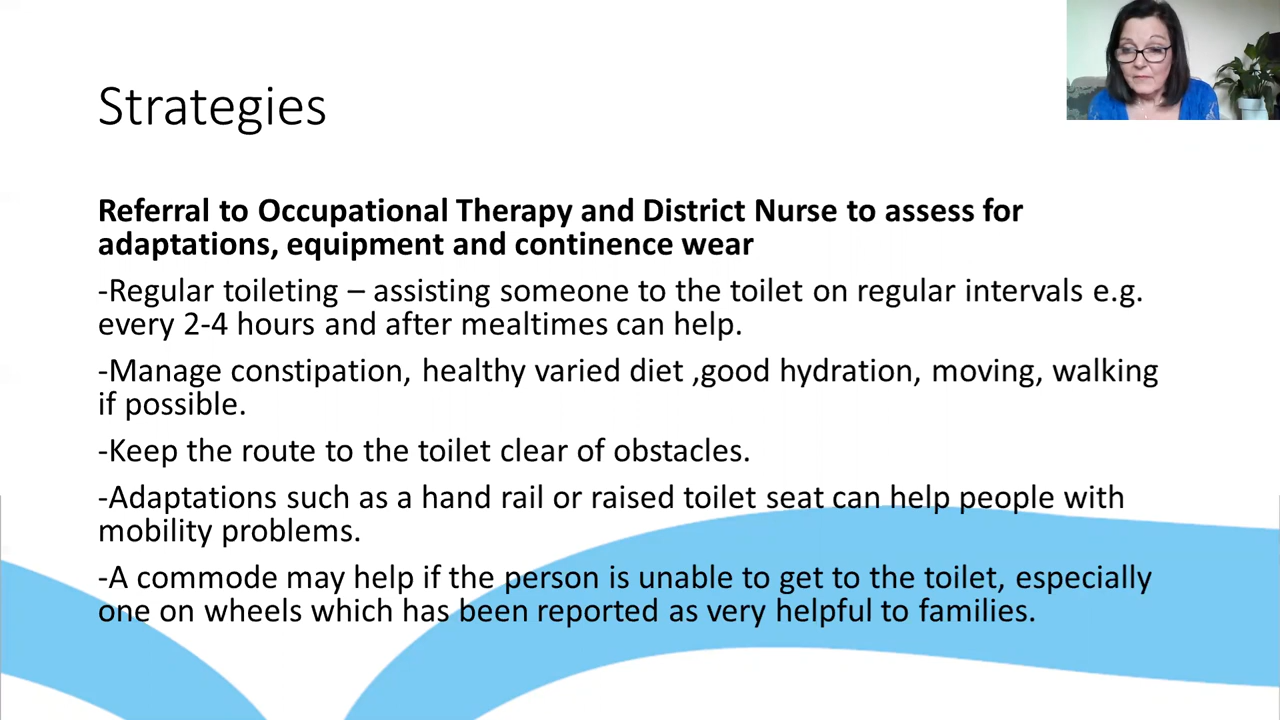 Strategies
Referral to Occupational Therapy and District Nurse to assess for
adaptations, equipment and continence wear
-Regular toileting – assisting someone to the toilet on regular intervals e.g.
every 2-4 hours and after mealtimes can help.
-Manage constipation, healthy varied diet ,good hydration, moving, walking
if possible.
-Keep the route to the toilet clear of obstacles.
-Adaptations such as a hand rail or raised toilet seat can help people with
mobility problems.
-A commode may help if the person is unable to get to the toilet, especially
one on wheels which has been reported as very helpful to families.